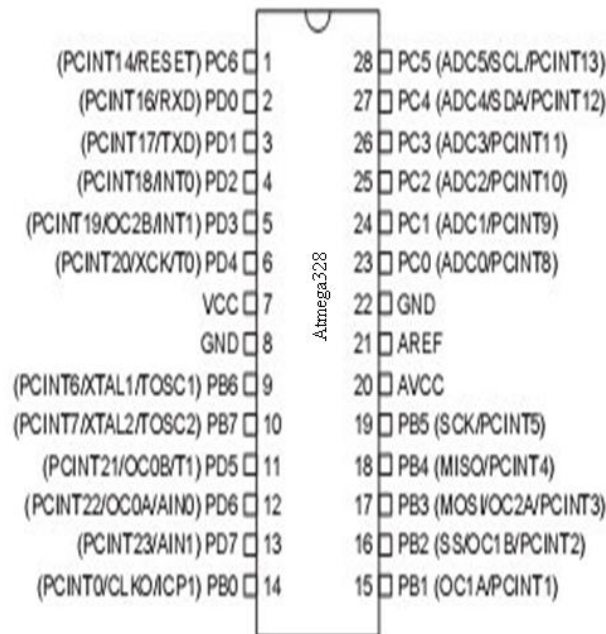 (PCINT14/RESET) PC6 1
(PCINT16/RXD) PD0 2
(PCINT17/TXD) PD1 3
(PCINT18/INT0) PD2 4
(PCINT19/OC2B/INT1) PD3 5
(PCINT20/XCK/T0) PD4 6
VCC 7
GND 8
(PCINT6/XTAL1/TOSC1) PB6 9
(PCINT7/XTAL2/TOSC2) PB7 10
(PCINT21/OC0B/T1) PD5 11
(PCINT22/OC0A/AIN0) PD6 12
(PCINT23/AIN1) PD7 13
(PCINT0/CLKO/ICP1) PB0 14
Atmega328
28 PC5 (ADC5/SCL/PCINT13)
27 PC4 (ADC4/SDA/PCINT12)
26 PC3 (ADC3/PCINT11)
25 PC2 (ADC2/PCINT10)
24 PC1 (ADC1/PCINT9)
23 PC0 (ADC0/PCINT8)
22 GND
21 AREF
20 AVCC
19 PB5 (SCK/PCINT5)
18 PB4 (MISO/PCINT4)
17 PB3 (MOSI/OC2A/PCINT3)
16 PB2 (SS/OC1B/PCINT2)
15 PB1 (OC1A/PCINT1)